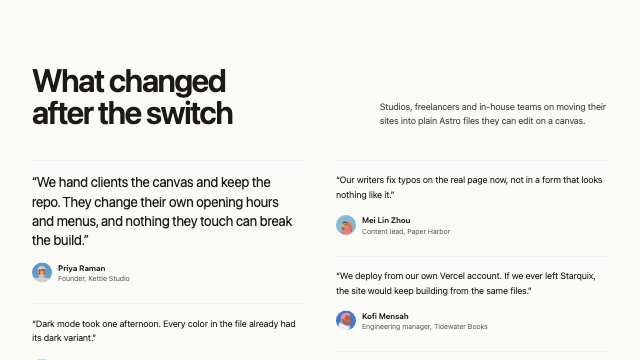 What changed
after the switch
Studios, freelancers and in-house teams on moving their
sites into plain Astro files they can edit on a canvas.
“We hand clients the canvas and keep the
repo. They change their own opening hours
and menus, and nothing they touch can break
the build.”
Priya Raman
Founder, Kettle Studio
“Dark mode took one afternoon. Every color in the file already had
its dark variant.”
“Our writers fix typos on the real page now, not in a form that looks
nothing like it.”
Mei Lin Zhou
Content lead, Paper Harbor
“We deploy from our own Vercel account. If we ever left Starquix,
the site would keep building from the same files.”
Kofi Mensah
Engineering manager, Tidewater Books